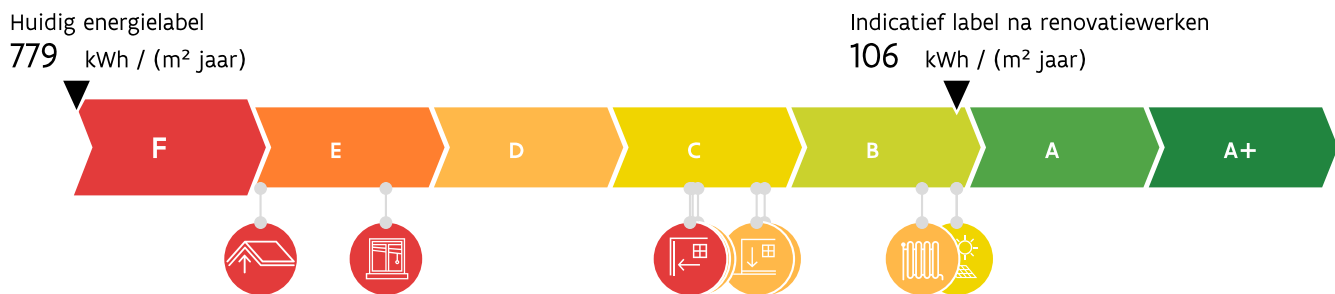 Huidig energielabel
779 kWh / (m² jaar)
Indicatief label na renovatiewerken
106 kWh / (m² jaar)
F E D C B A A+